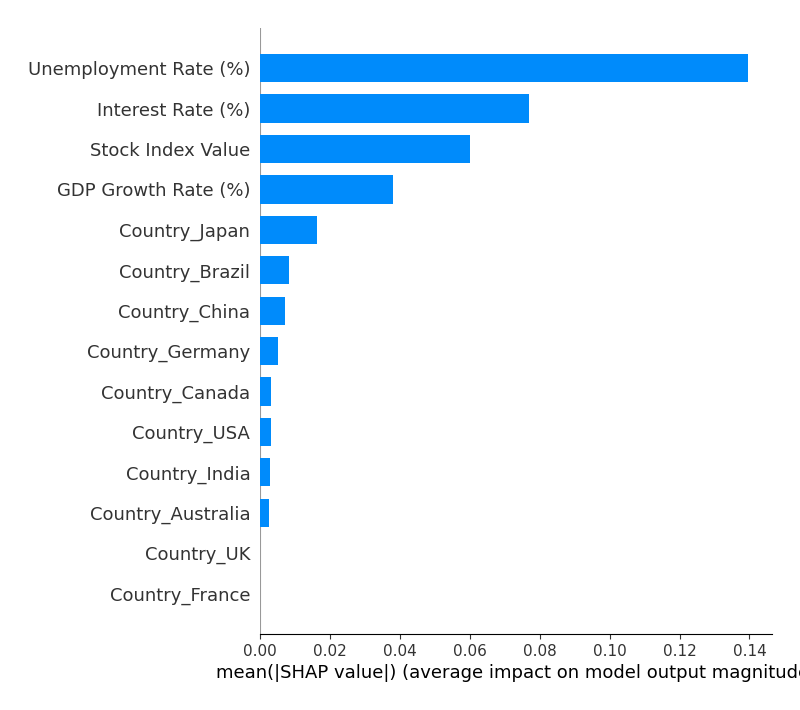 Unemployment Rate (%)
Interest Rate (%)
Stock Index Value
GDP Growth Rate (%)
Country_Japan
Country_Brazil
Country_China
Country_Germany
Country_Canada
Country_USA
Country_India
Country_Australia
Country_UK
Country_France
0.00 0.02 0.04 0.06 0.08 0.10 0.12 0.14
mean(|SHAP value|) (average impact on model output magnitude